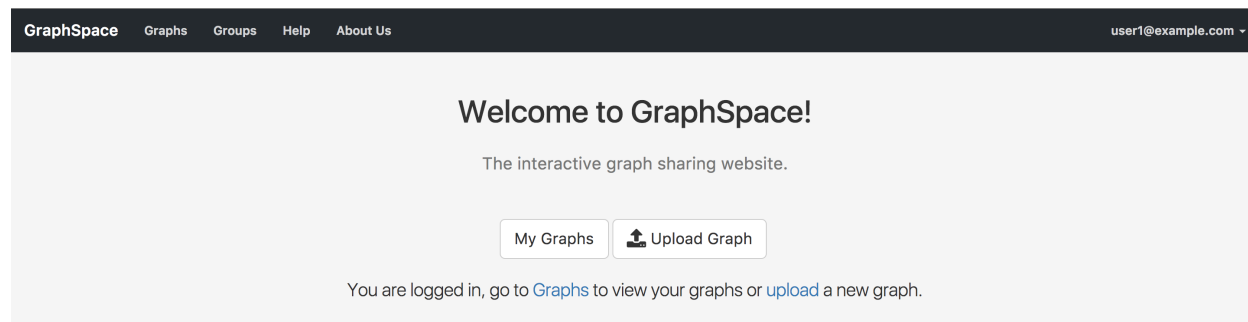 GraphSpace Graphs Groups Help About Us user1@example.com
Welcome to GraphSpace!
The interactive graph sharing website.
My Graphs Upload Graph
You are logged in, go to Graphs to view your graphs or upload a new graph.